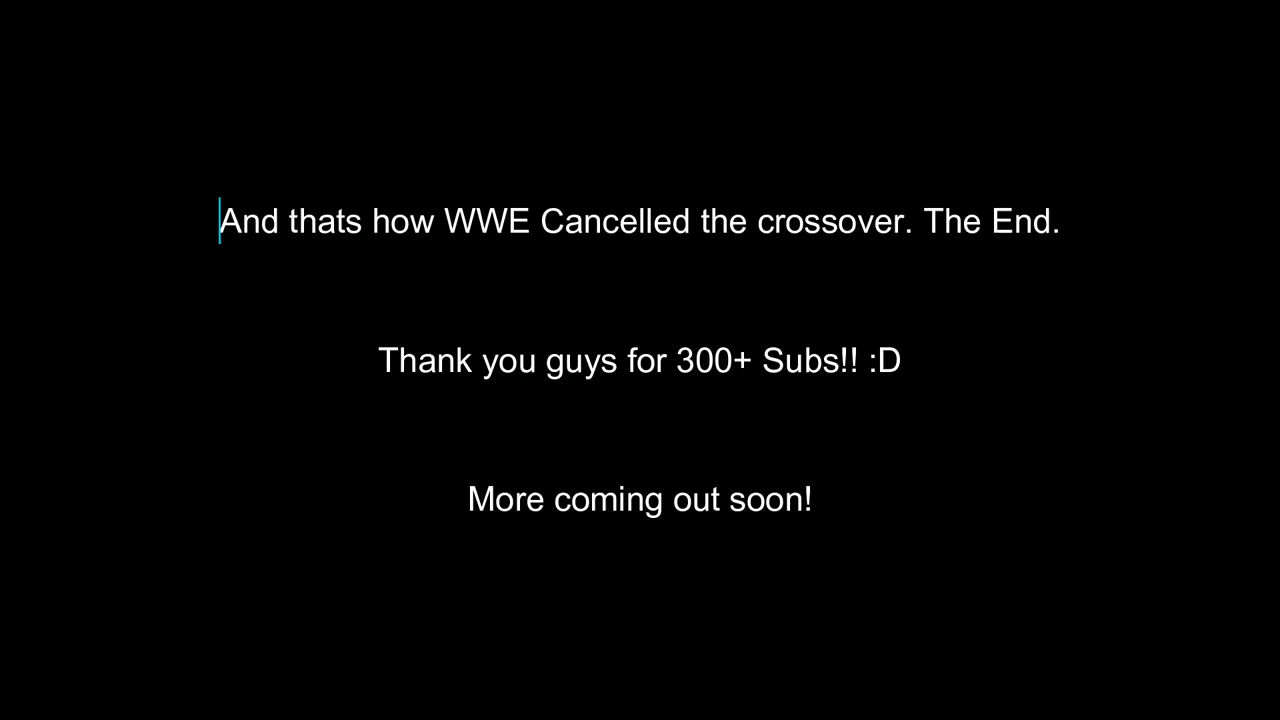 And thats how WWE Cancelled the crossover. The End.
Thank you guys for 300+ Subs!! :D
More coming out soon!